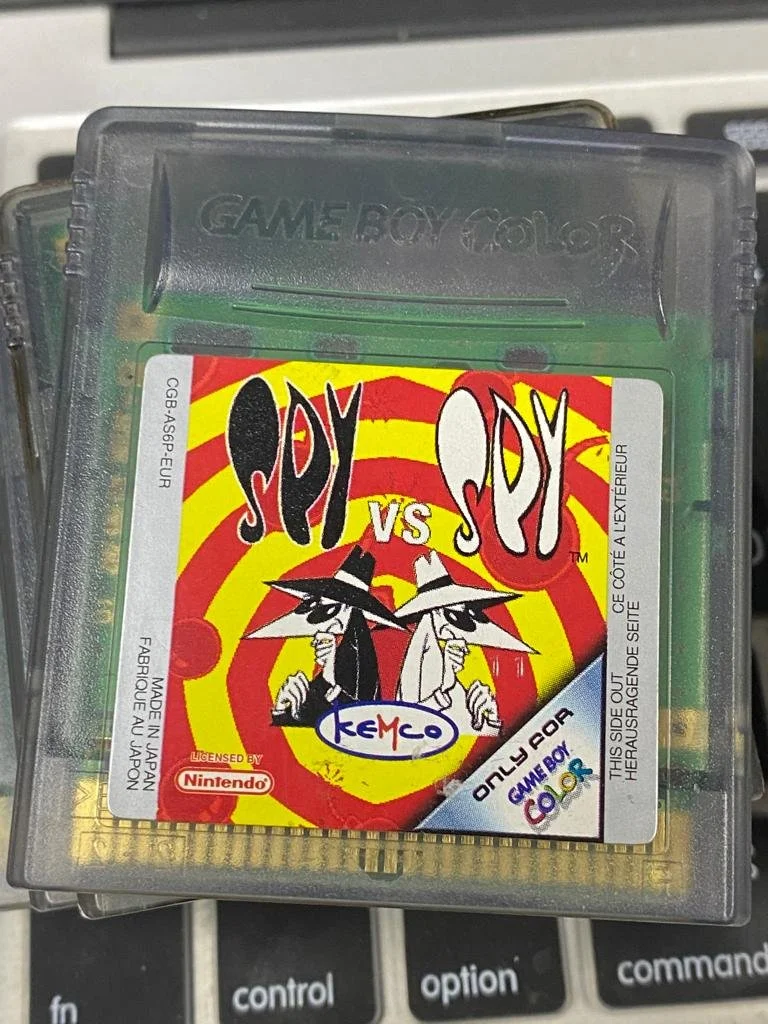 GAME BOY COLOR
CGB-AS6P-EUR
SPY
vs
SPY
TM
KEMCO
LICENSED BY
Nintendo
MADE IN JAPAN
FABRIQUE AU JAPON
ONLY FOR
GAME BOY
COLOR
THIS SIDE OUT
CE CÔTÉ A L'EXTÉRIEUR
HERAUSRAGENDE SEITE
fn
control
option
command